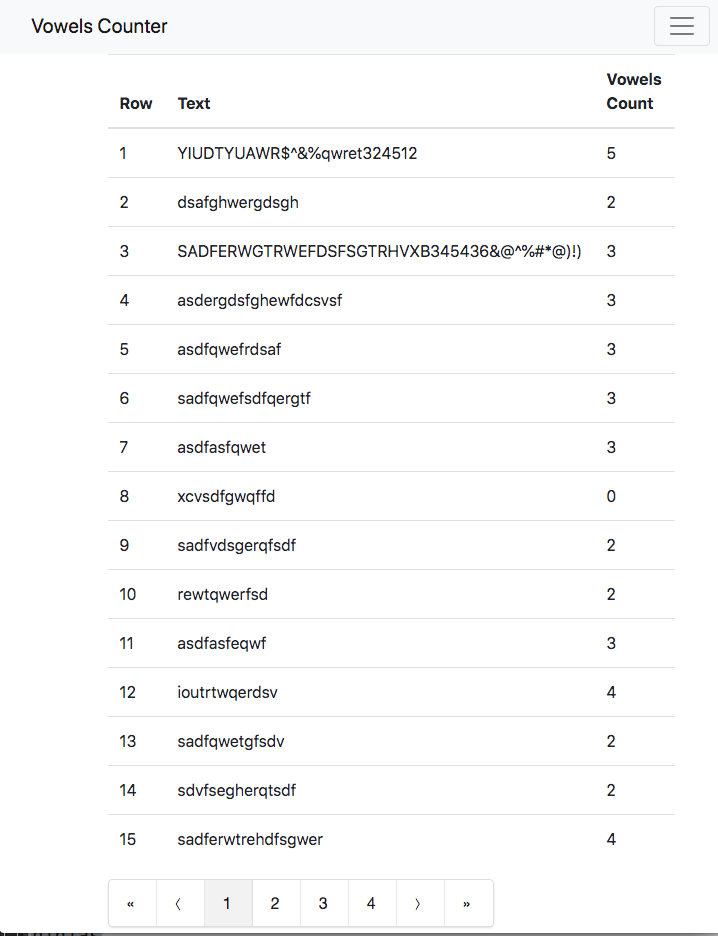 Vowels Counter
Row Text Vowels Count
1 YIUDTYUAWR$^&%qwret324512 5
2 dsafghwergdsgh 2
3 SADFERWGTRWEFDSFSGTRHVXB345436&@^%#*@)!) 3
4 asdergdsfghewfdcsvsf 3
5 asdfqwefrdsaf 3
6 sadfqwefsdfqergtf 3
7 asdfasfqwet 3
8 xcvsdfgwqffd 0
9 sadfvdsgerqfsdf 2
10 rewtqwerfsd 2
11 asdfasfeqwf 3
12 ioutrtwqerdsv 4
13 sadfqwetgfsdv 2
14 sdvfsegherqtsdf 2
15 sadferwtrehdfsgwer 4
« ⟨ 1 2 3 4 ⟩ »